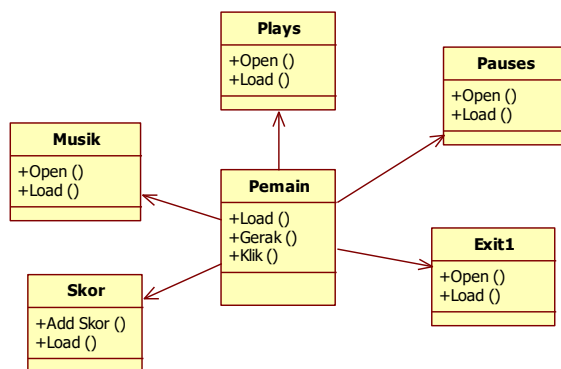 Plays
+Open ()
+Load ()
Pauses
+Open ()
+Load ()
Musik
+Open ()
+Load ()
Pemain
+Load ()
+Gerak ()
+Klik ()
Exit1
+Open ()
+Load ()
Skor
+Add Skor ()
+Load ()